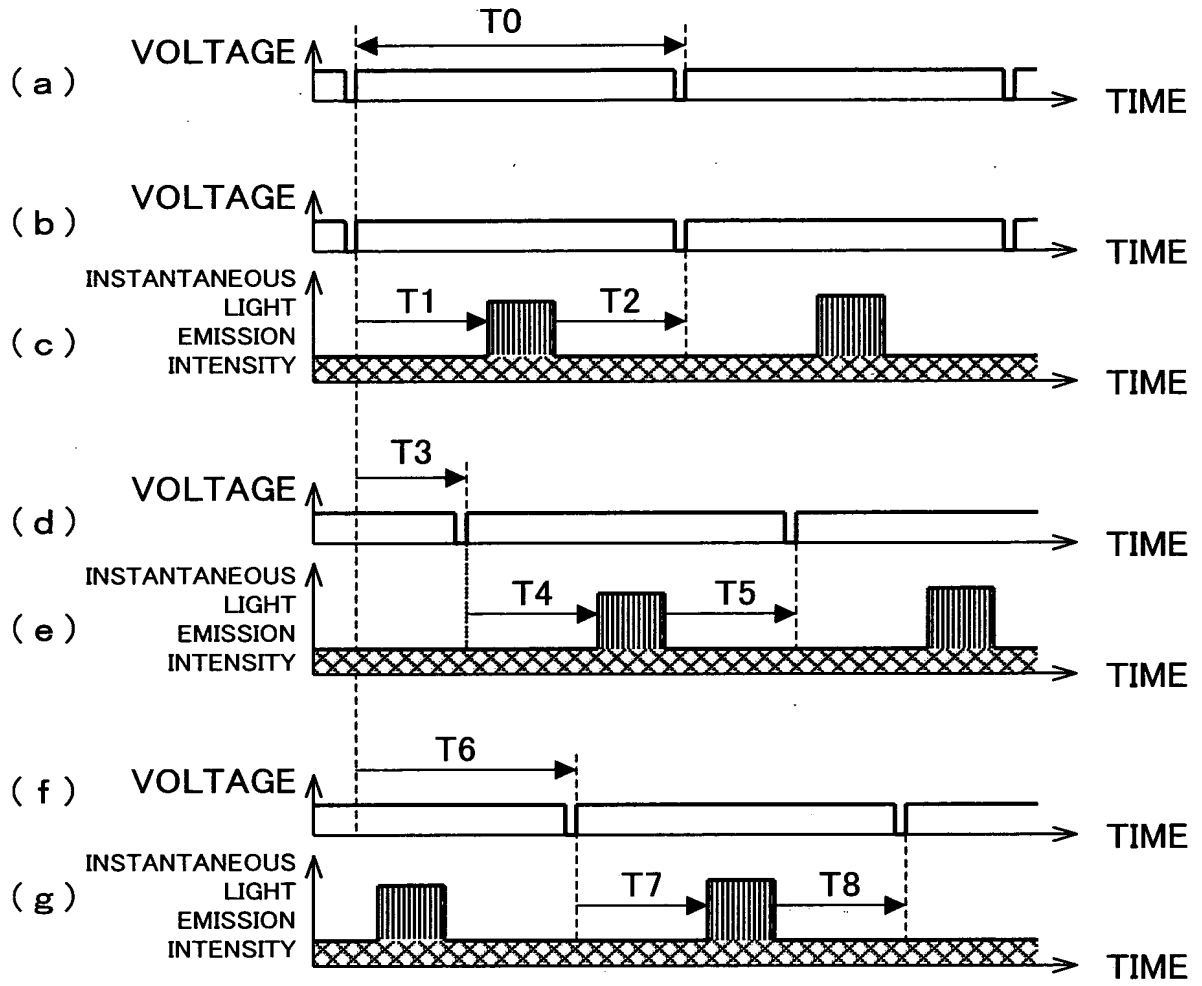 T0
VOLTAGE
(a)
TIME
VOLTAGE
(b)
TIME
INSTANTANEOUS
LIGHT
EMISSION
INTENSITY
T1
T2
(c)
TIME
T3
VOLTAGE
(d)
TIME
INSTANTANEOUS
LIGHT
EMISSION
INTENSITY
T4
T5
(e)
TIME
T6
VOLTAGE
(f)
TIME
INSTANTANEOUS
LIGHT
EMISSION
INTENSITY
T7
T8
(g)
TIME